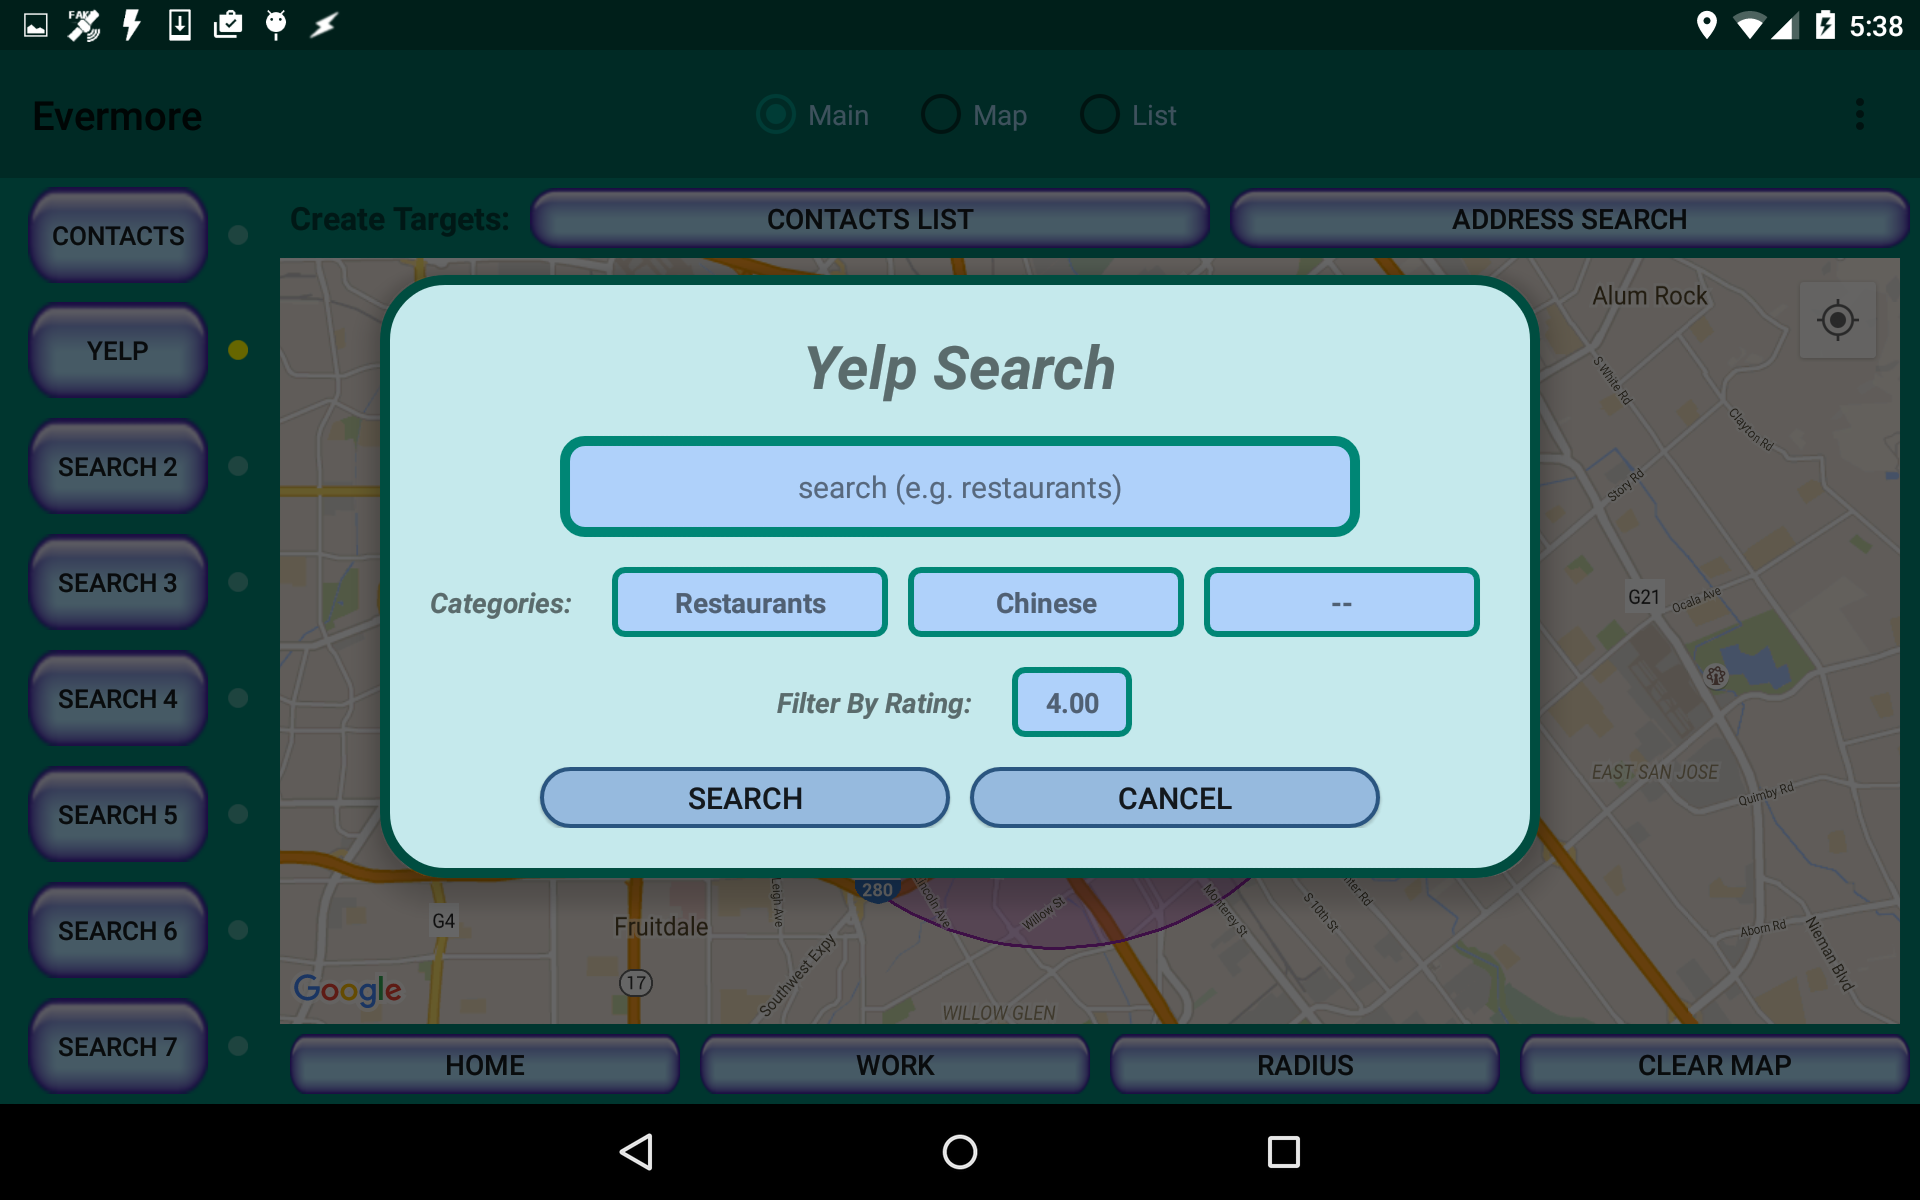 FAKE
5:38
Evermore
Main
Map
List
CONTACTS
Create Targets:
CONTACTS LIST
ADDRESS SEARCH
YELP
SEARCH 2
SEARCH 3
SEARCH 4
SEARCH 5
SEARCH 6
SEARCH 7
Alum Rock
S White Rd
Clayton Rd
Story Rd
G21
Ocala Ave
EAST SAN JOSE
Quimby Rd
Yelp Search
search (e.g. restaurants)
Categories:
Restaurants
Chinese
--
Filter By Rating:
4.00
SEARCH
CANCEL
280
Lincoln Ave
Leigh Ave
Willow St
Monterey St
S 10th St
G4
Fruitdale
Southwest Expy
17
Aborn Rd
Nieman Blvd
WILLOW GLEN
Google
HOME
WORK
RADIUS
CLEAR MAP